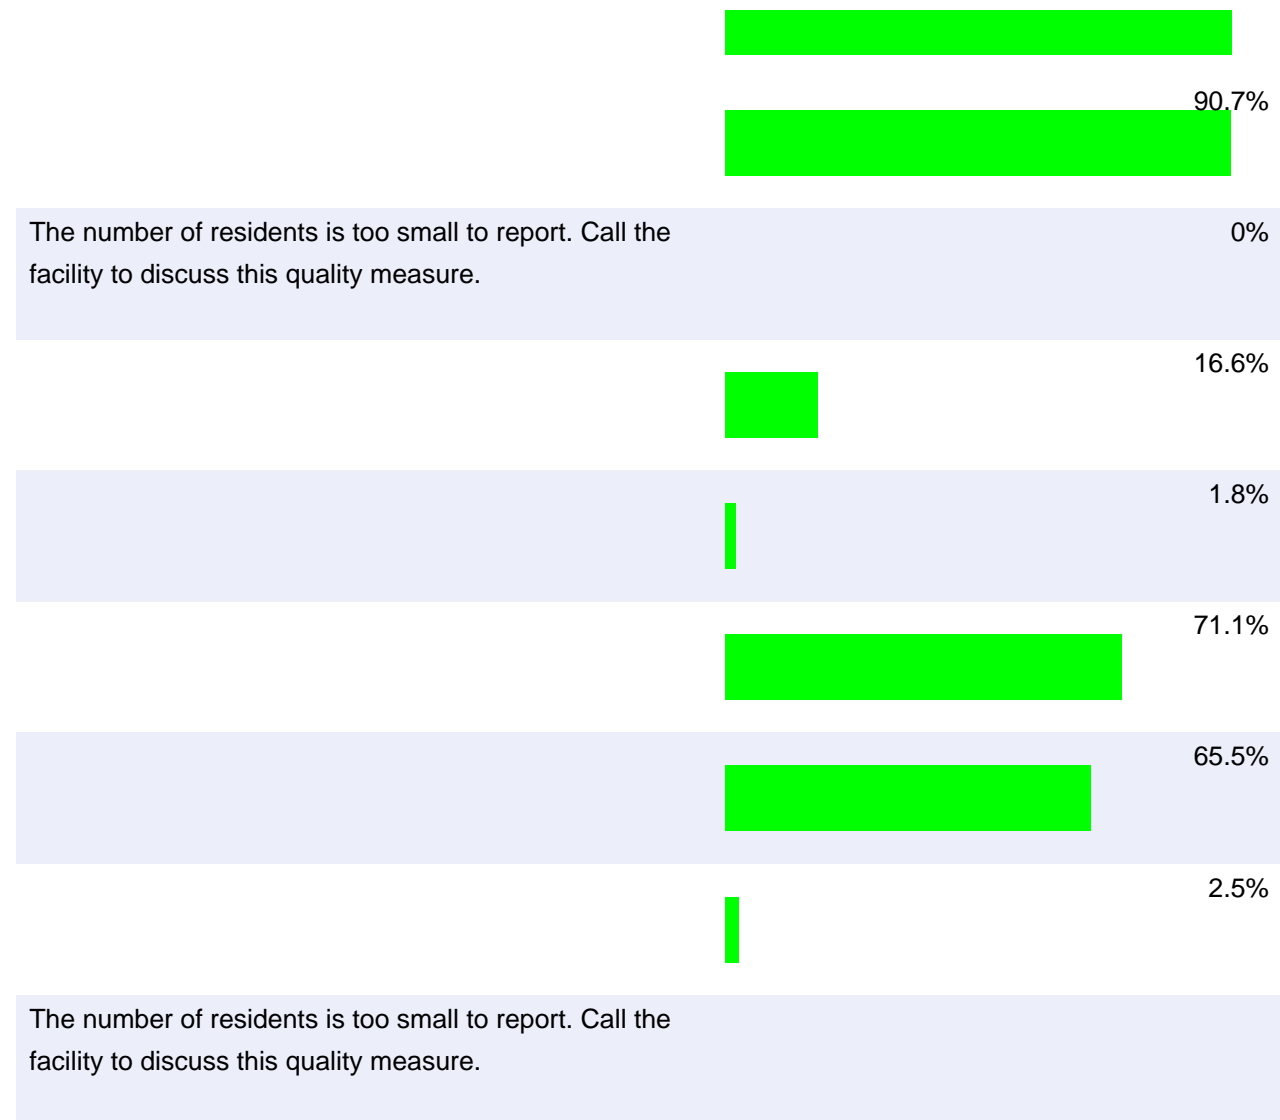 90.7%
The number of residents is too small to report. Call the
facility to discuss this quality measure.
0%
16.6%
1.8%
71.1%
65.5%
2.5%
The number of residents is too small to report. Call the
facility to discuss this quality measure.